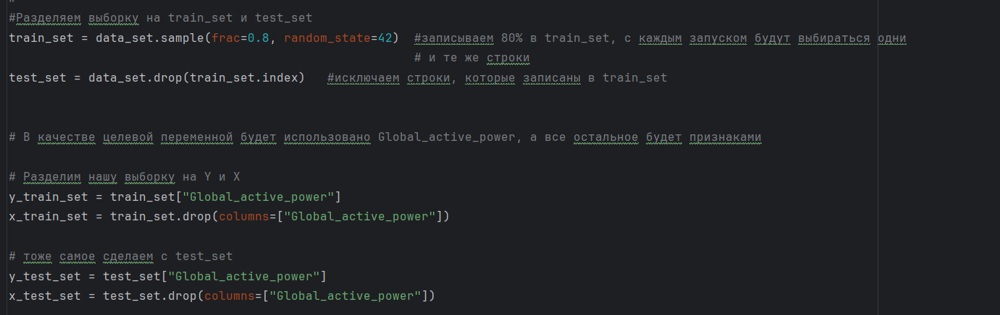 #
#Разделяем выборку на train_set и test_set
train_set = data_set.sample(frac=0.8, random_state=42)  #записываем 80% в train_set, с каждым запуском будут выбираться одни
# и те же строки
test_set = data_set.drop(train_set.index)   #исключаем строки, которые записаны в train_set
# В качестве целевой переменной будет использовано Global_active_power, а все остальное будет признаками
# Разделим нашу выборку на Y и X
y_train_set = train_set["Global_active_power"]
x_train_set = train_set.drop(columns=["Global_active_power"])
# тоже самое сделаем с test_set
y_test_set = test_set["Global_active_power"]
x_test_set = test_set.drop(columns=["Global_active_power"])